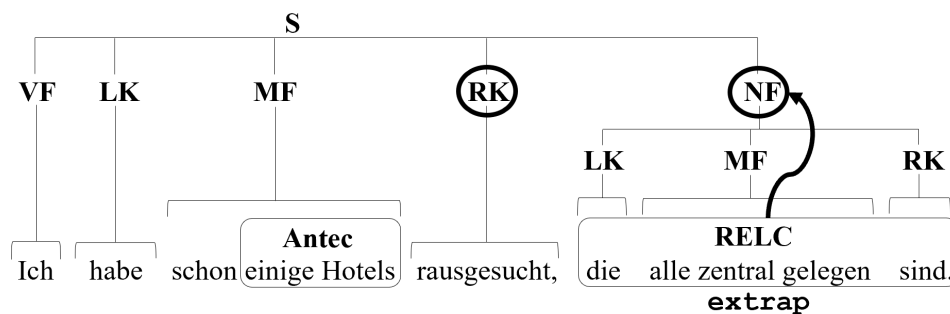 S
VF LK MF RK NF
LK MF RK
Antec RELC
Ich habe schon einige Hotels rausgesucht, die alle zentral gelegen sind.
extrap